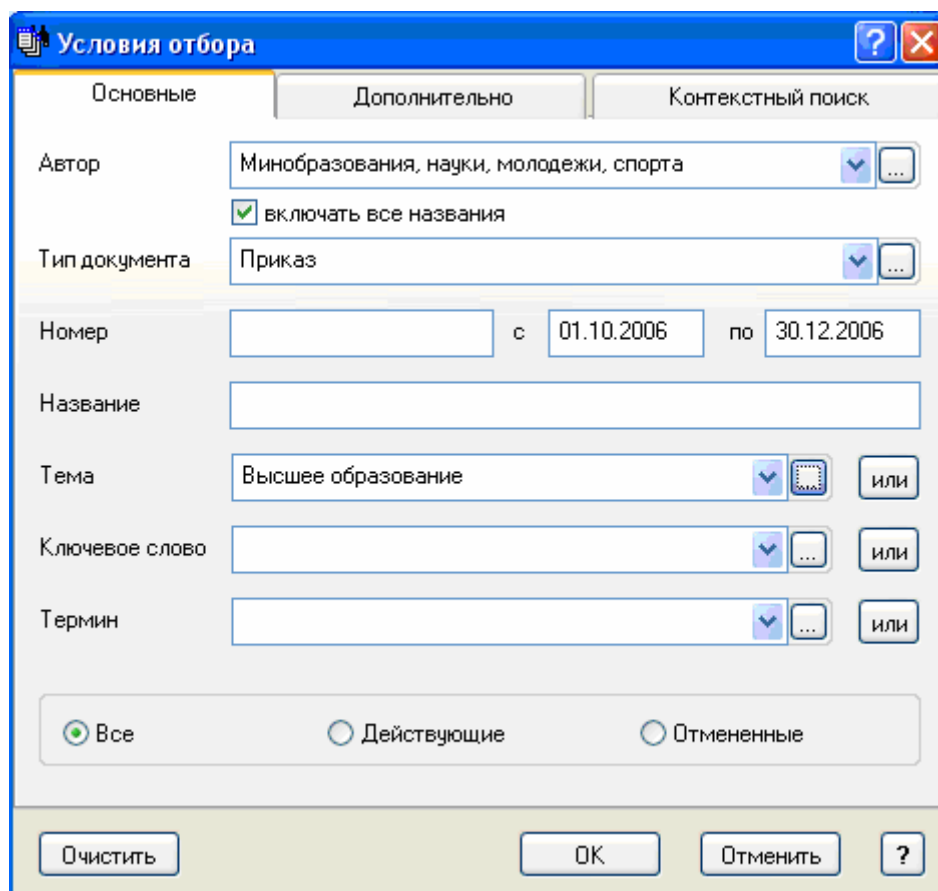 Условия отбора
Основные Дополнительно Контекстный поиск
Автор Минобразования, науки, молодежи, спорта ...
включать все названия
Тип документа Приказ ...
Номер с 01.10.2006 по 30.12.2006
Название
Тема Высшее образование ... или
Ключевое слово ... или
Термин ... или
Все Действующие Отмененные
Очистить OK Отменить ?